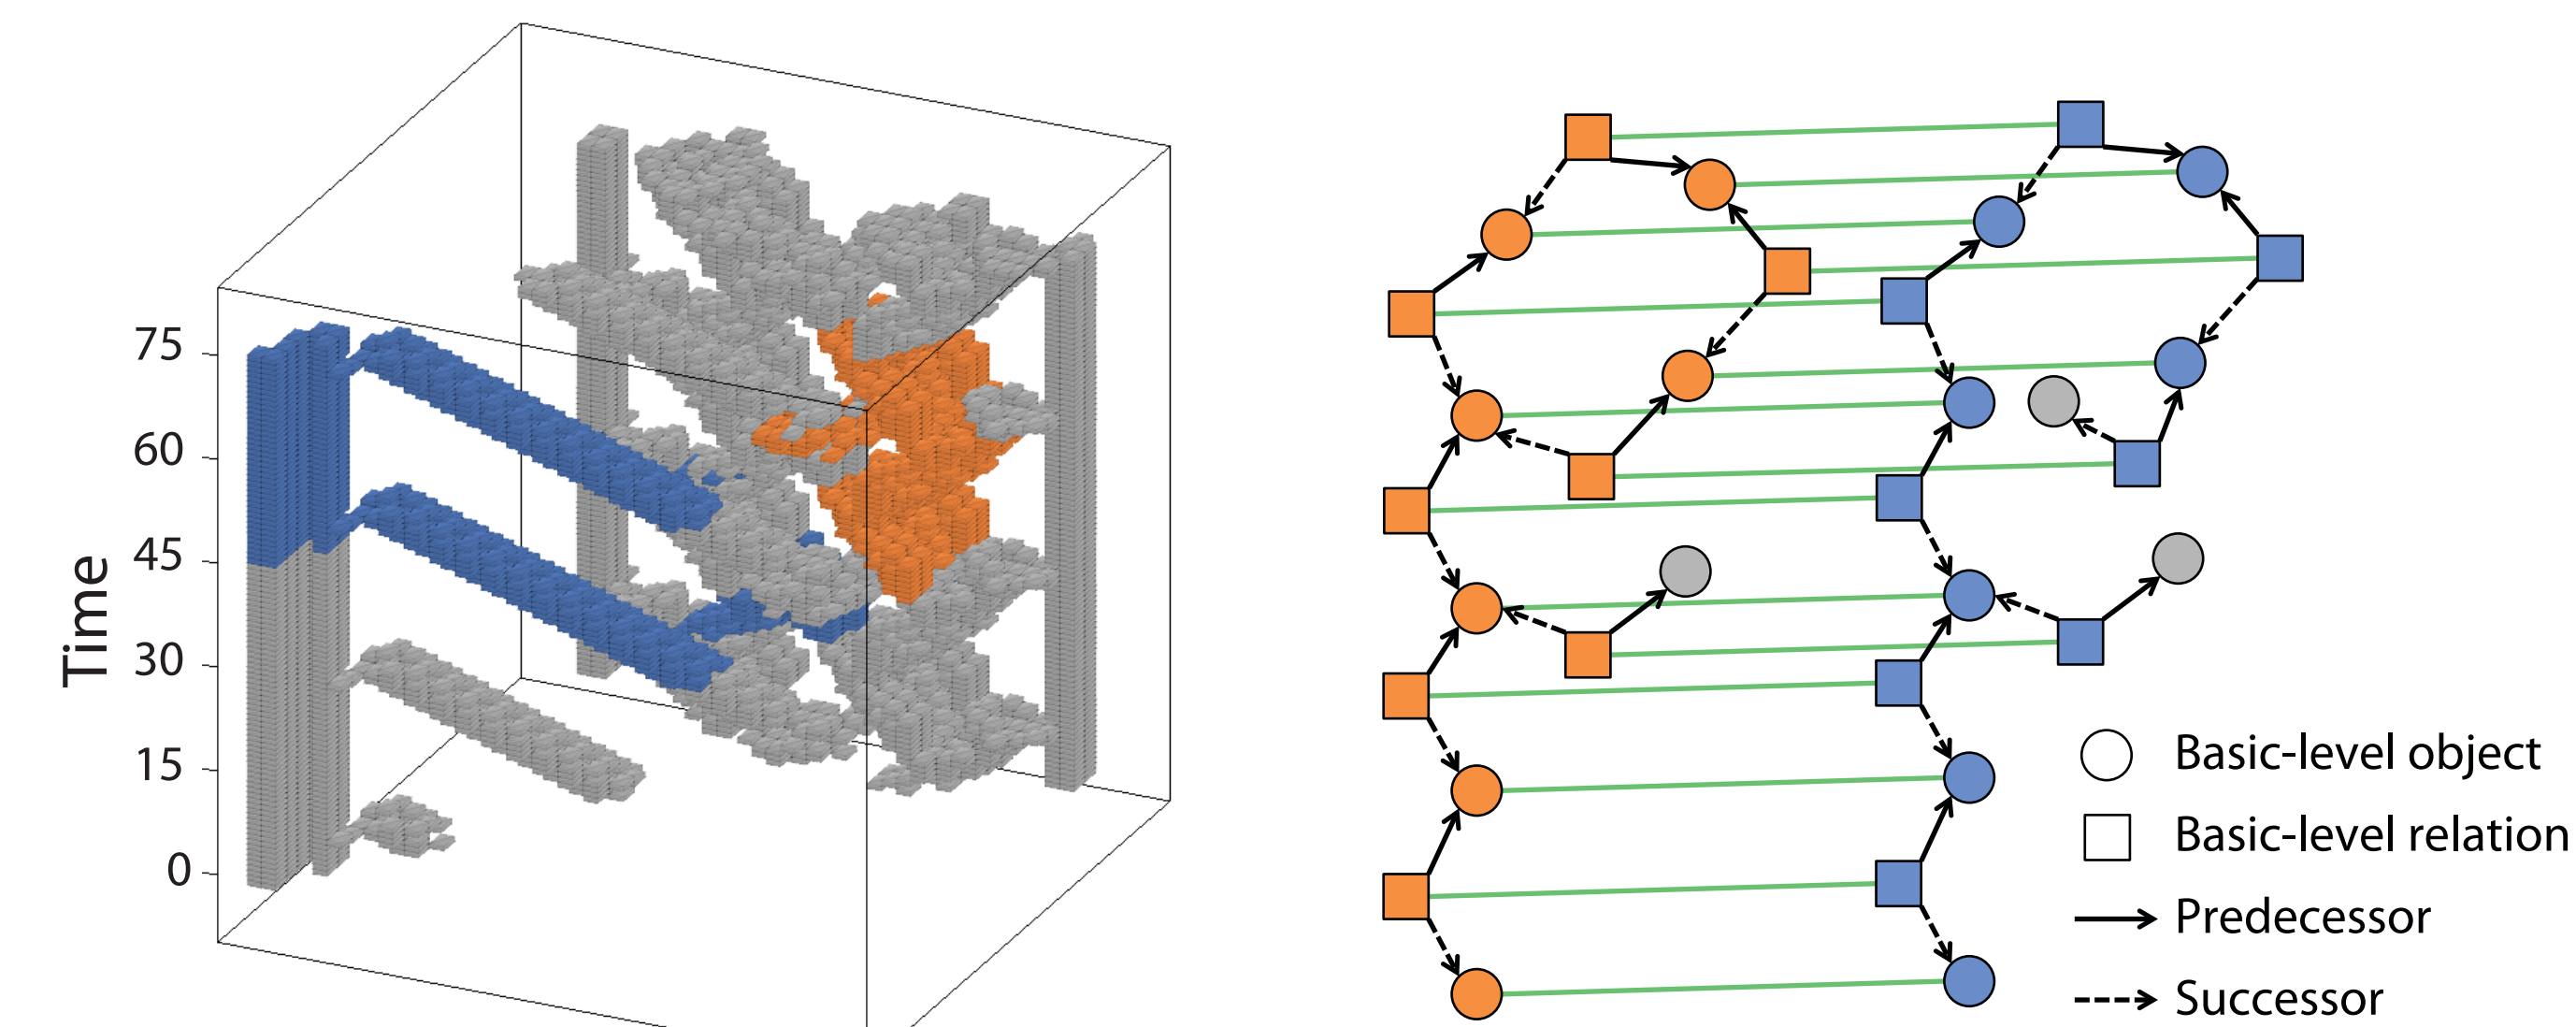 Time
75
60
45
30
15
0
Basic-level object
Basic-level relation
Predecessor
Successor